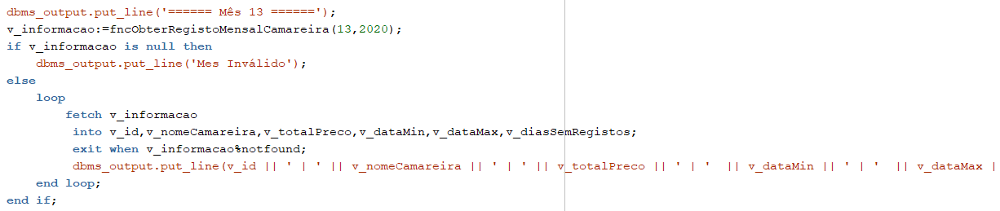 dbms_output.put_line('====== Mês 13 ======');
v_informacao:=fncObterRegistoMensalCamareira(13,2020);
if v_informacao is null then
    dbms_output.put_line('Mes Inválido');
else
    loop
        fetch v_informacao
         into v_id,v_nomeCamareira,v_totalPreco,v_dataMin,v_dataMax,v_diasSemRegistos;
         exit when v_informacao%notfound;
         dbms_output.put_line(v_id || ' | ' || v_nomeCamareira || ' | ' || v_totalPreco || ' | '  || v_dataMin || ' | '  || v_dataMax |
    end loop;
end if;